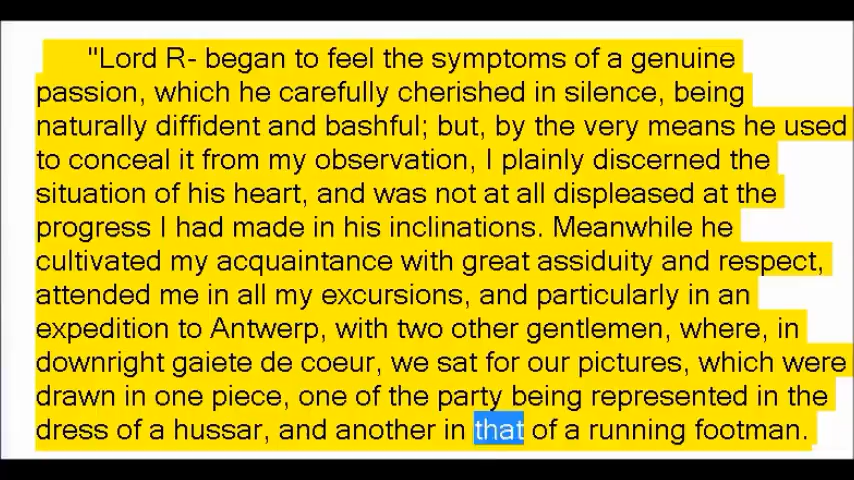 "Lord R- began to feel the symptoms of a genuine
passion, which he carefully cherished in silence, being
naturally diffident and bashful; but, by the very means he used
to conceal it from my observation, I plainly discerned the
situation of his heart, and was not at all displeased at the
progress I had made in his inclinations. Meanwhile he
cultivated my acquaintance with great assiduity and respect,
attended me in all my excursions, and particularly in an
expedition to Antwerp, with two other gentlemen, where, in
downright gaiete de coeur, we sat for our pictures, which were
drawn in one piece, one of the party being represented in the
dress of a hussar, and another in that of a running footman.